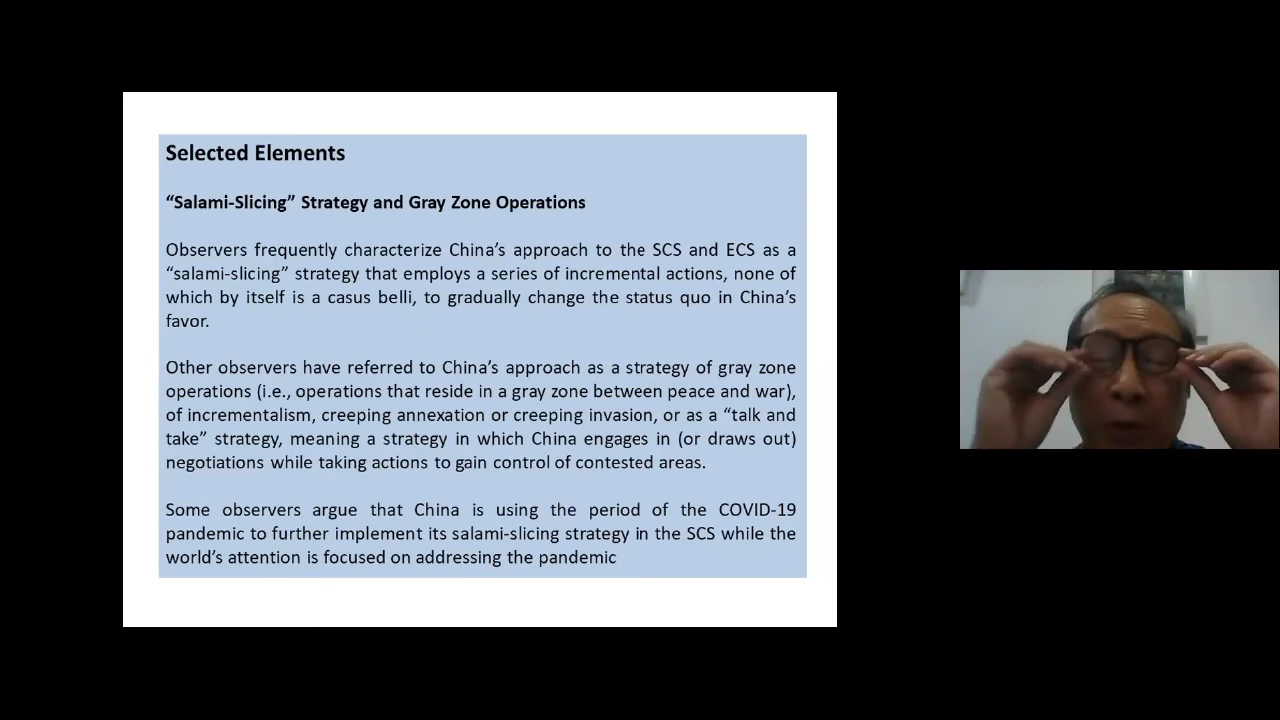 Selected Elements
“Salami-Slicing” Strategy and Gray Zone Operations
Observers frequently characterize China’s approach to the SCS and ECS as a
“salami-slicing” strategy that employs a series of incremental actions, none of
which by itself is a casus belli, to gradually change the status quo in China’s
favor.
Other observers have referred to China’s approach as a strategy of gray zone
operations (i.e., operations that reside in a gray zone between peace and war),
of incrementalism, creeping annexation or creeping invasion, or as a “talk and
take” strategy, meaning a strategy in which China engages in (or draws out)
negotiations while taking actions to gain control of contested areas.
Some observers argue that China is using the period of the COVID-19
pandemic to further implement its salami-slicing strategy in the SCS while the
world’s attention is focused on addressing the pandemic